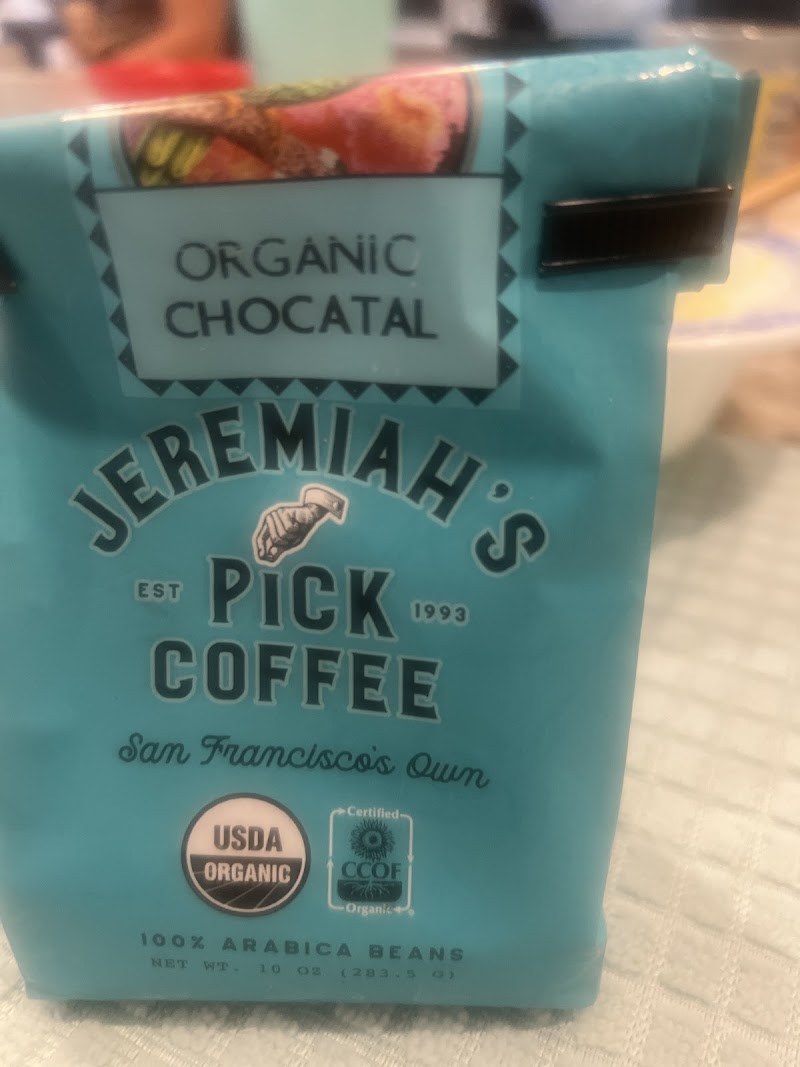 ORGANIC
CHOCATAL
JEREMIAH'S
EST PiCK 1993
COFFEE
San Francisco's Own
USDA
ORGANIC
Certified
CCOF
Organic
100% ARABICA BEANS
NET WT. 10 OZ (283.5 G)